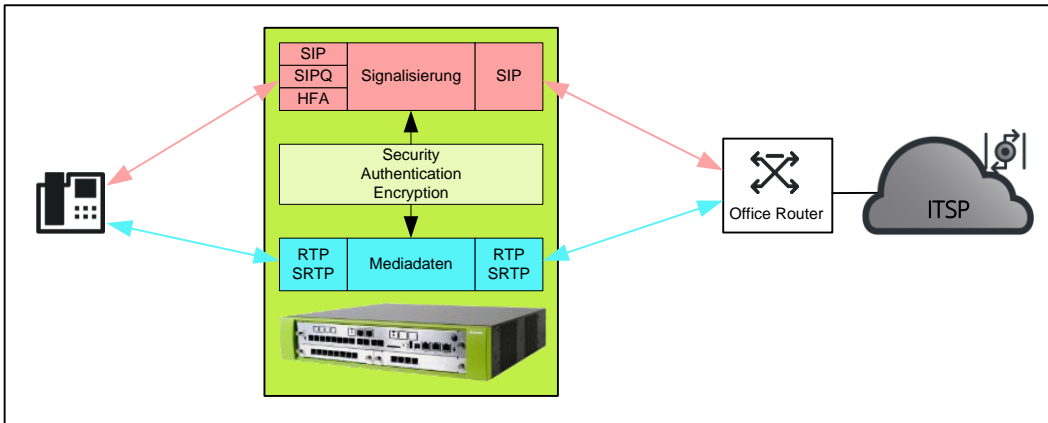 SIP
SIPQ
HFA
Signalisierung
SIP
Security
Authentication
Encryption
RTP
SRTP
Mediadaten
RTP
SRTP
Office Router
ITSP